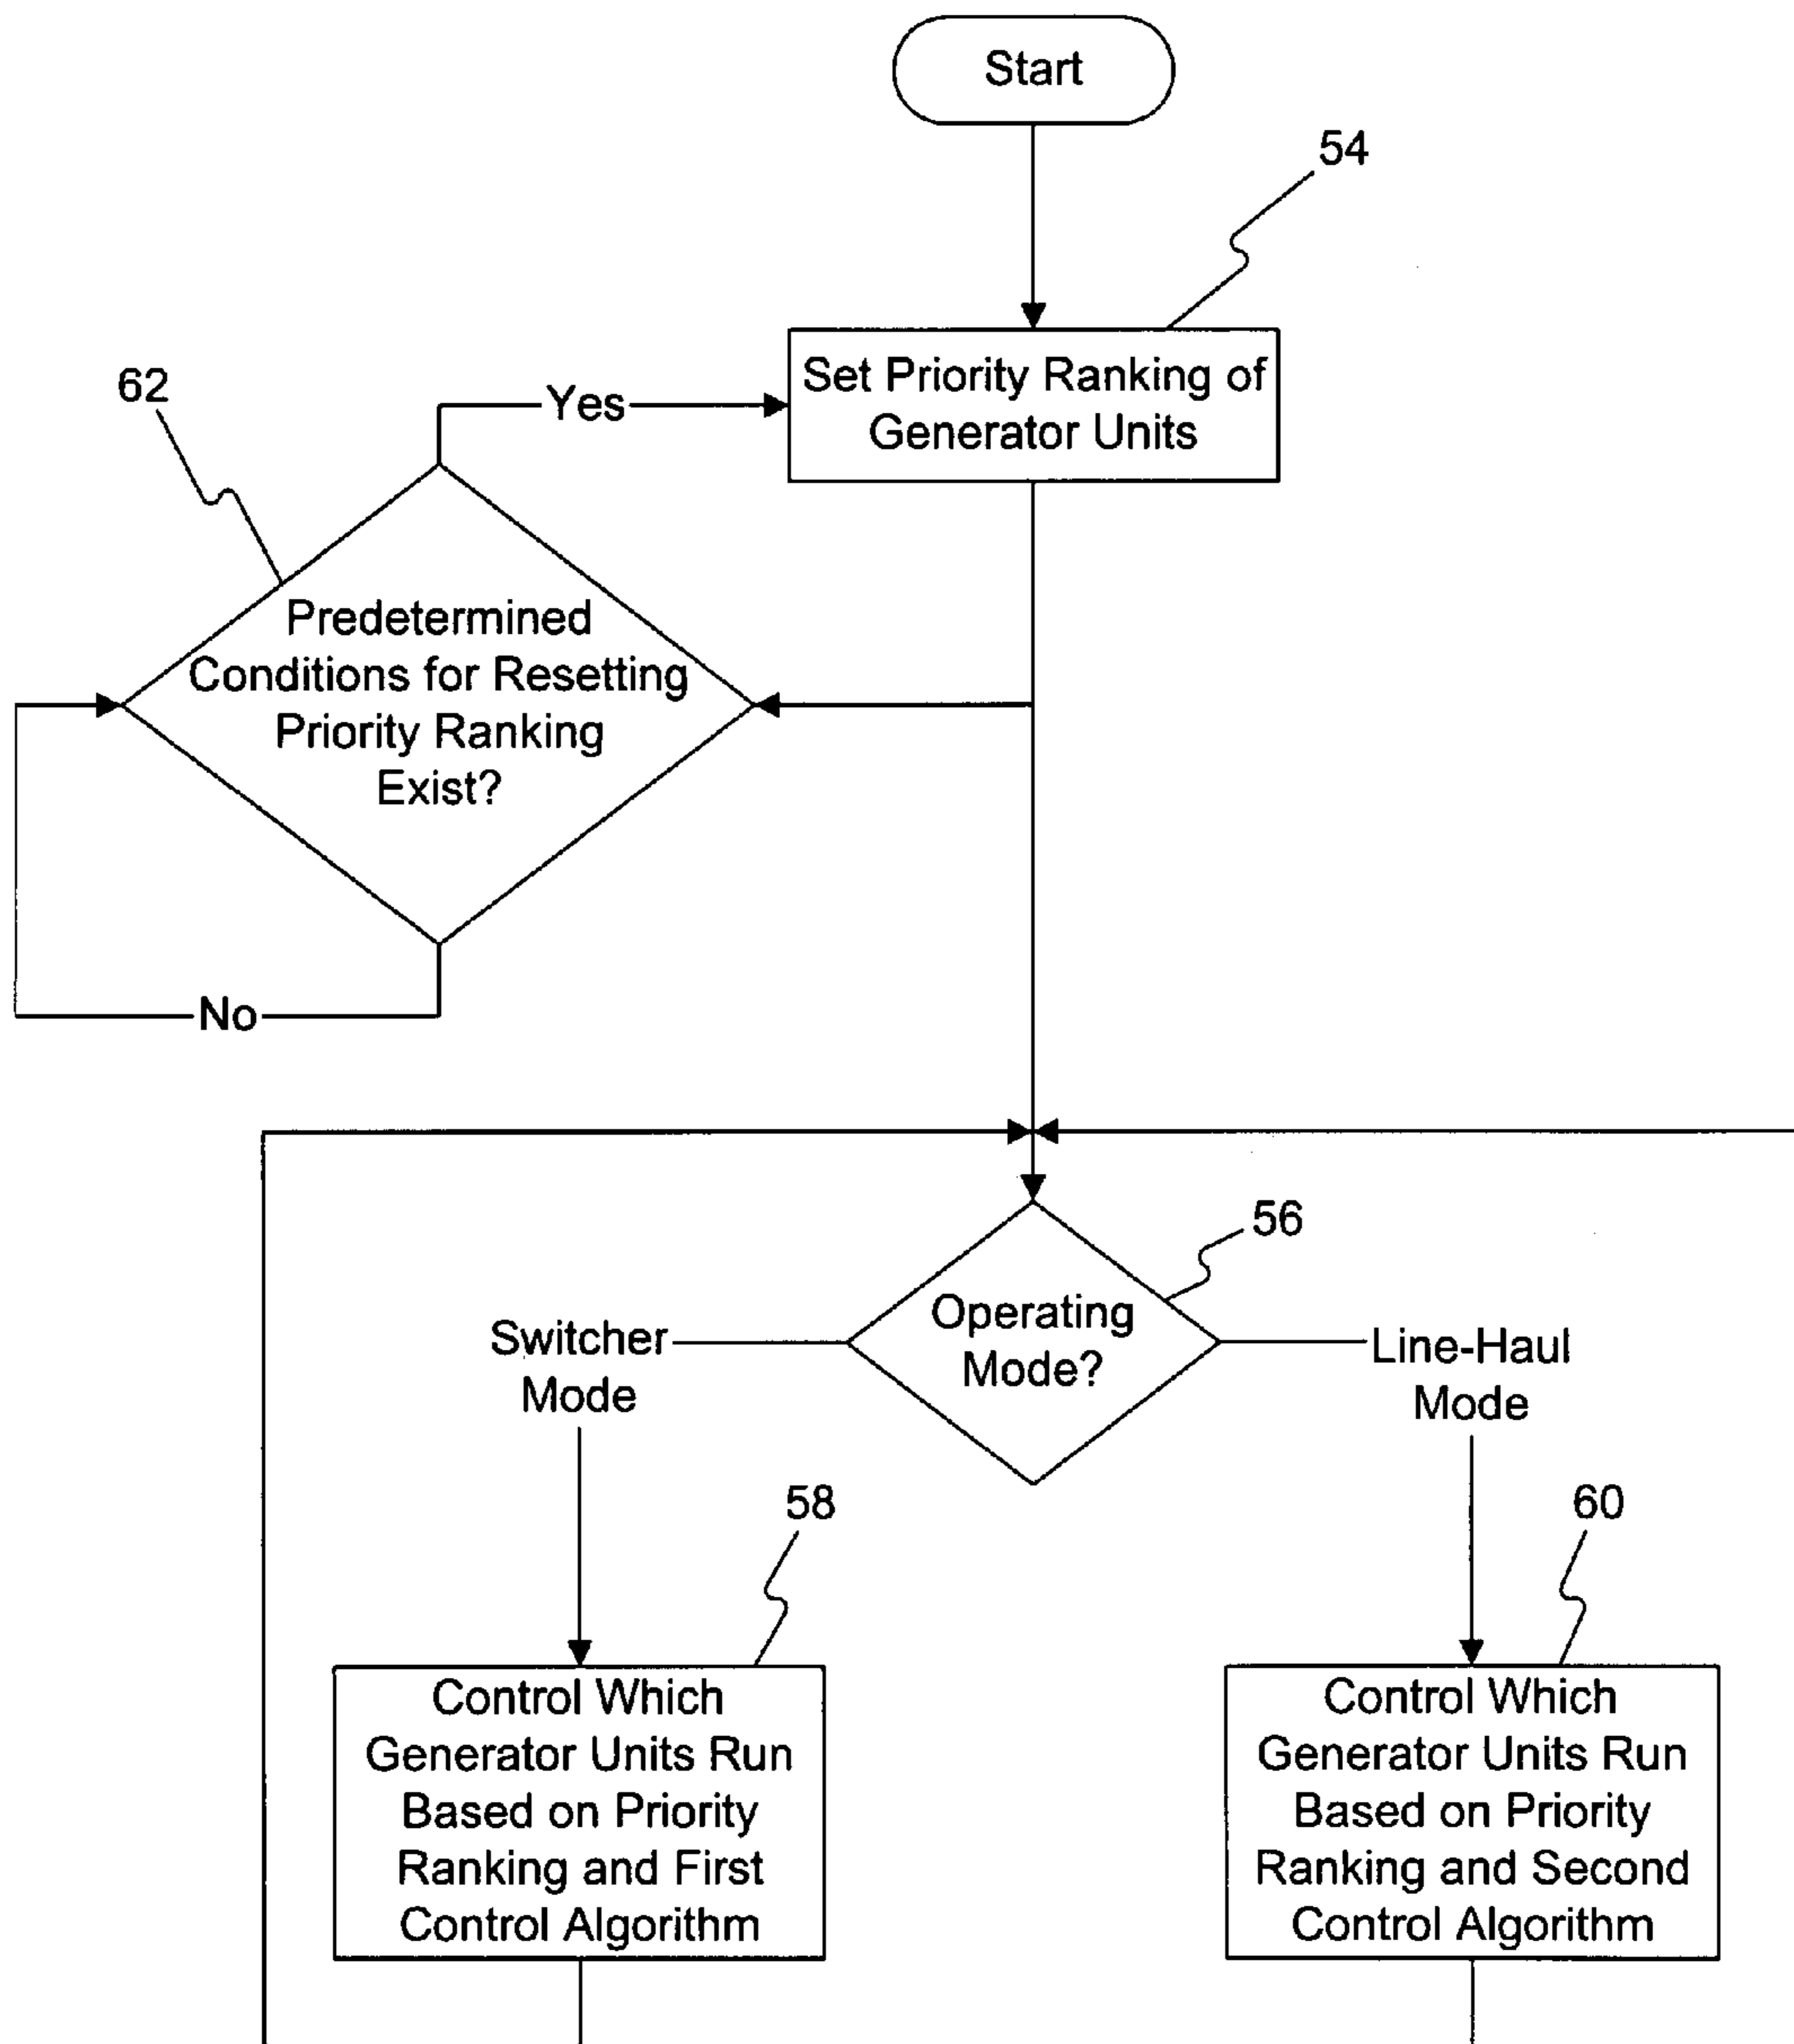 Start
54
Set Priority Ranking of
Generator Units
62
Yes
Predetermined
Conditions for Resetting
Priority Ranking
Exist?
No
56
Operating
Mode?
Switcher
Mode
Line-Haul
Mode
58
60
Control Which
Generator Units Run
Based on Priority
Ranking and First
Control Algorithm
Control Which
Generator Units Run
Based on Priority
Ranking and Second
Control Algorithm